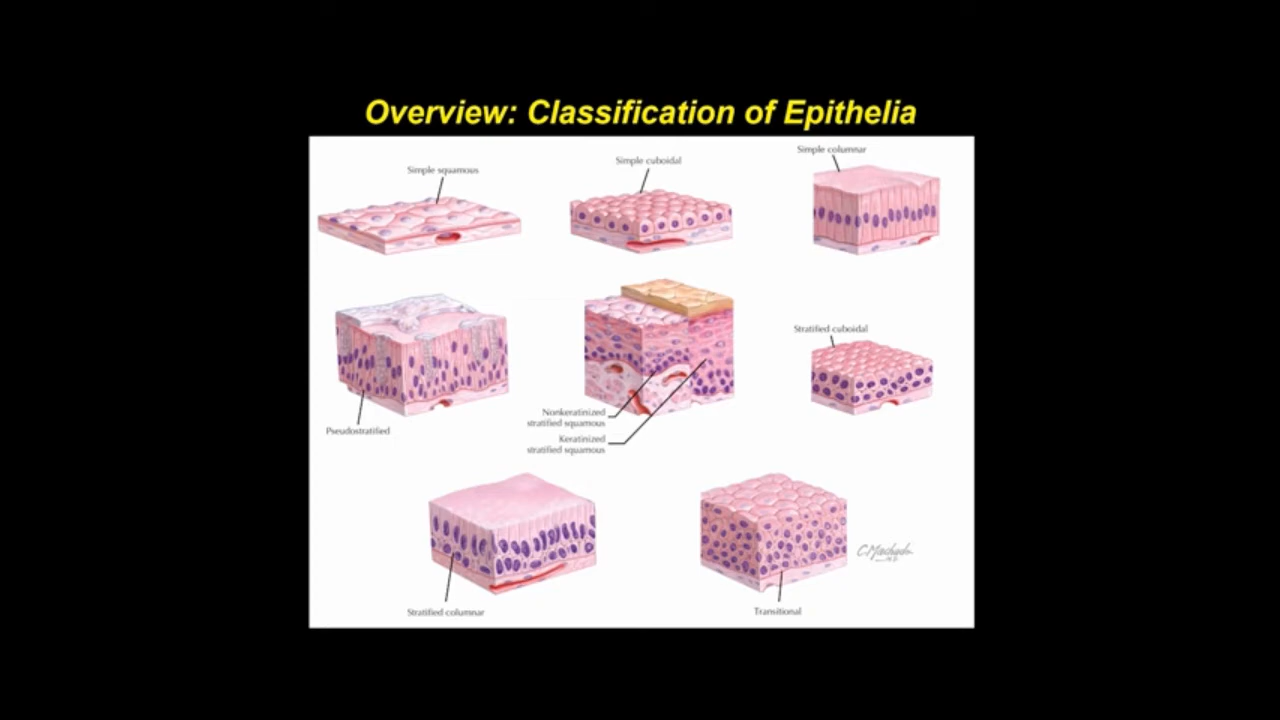 Overview: Classification of Epithelia
Simple squamous
Simple cuboidal
Simple columnar
Pseudostratified
Nonkeratinized
stratified squamous
Keratinized
stratified squamous
Stratified cuboidal
Stratified columnar
Transitional
C.Machado
M.D.